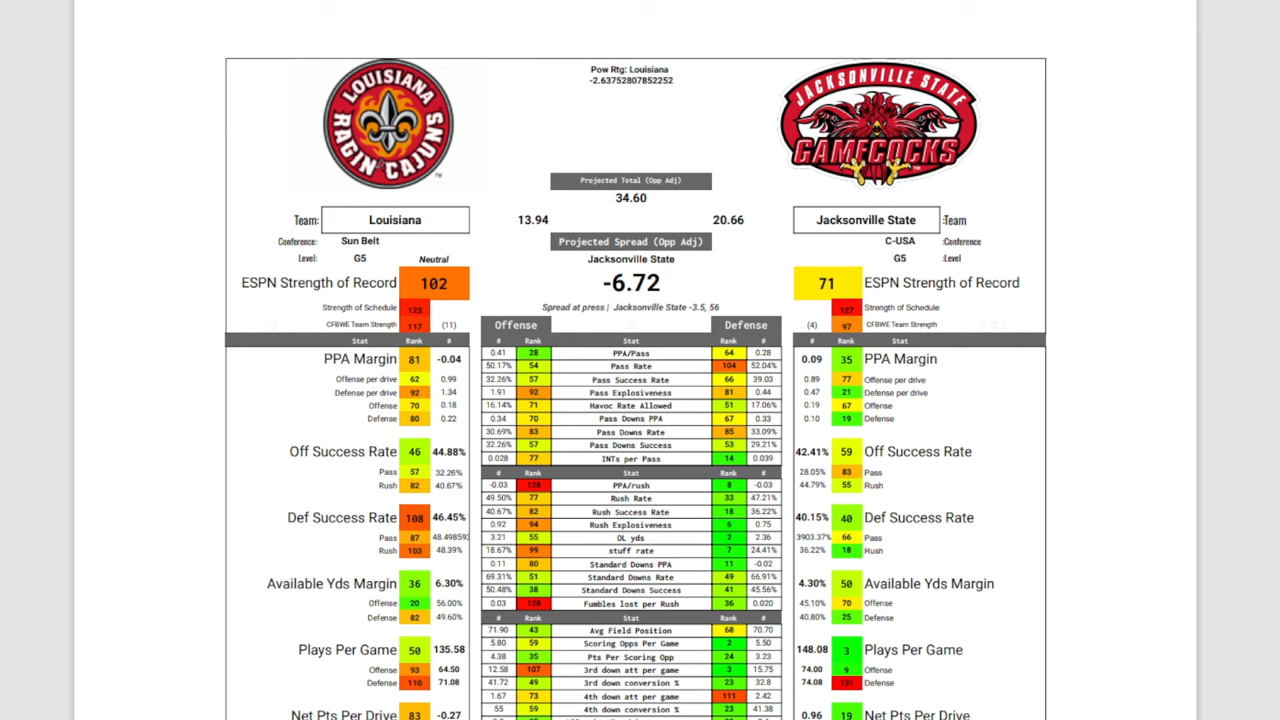 Pow Rtg: Louisiana
-2.63752807852252
LOUISIANA
RAGIN' CAJUNS
TM
JACKSONVILLE STATE
GAMECOCKS
Projected Total (Opp Adj)
34.60
Team: Louisiana 13.94 20.66 Jacksonville State :Team
Conference: Sun Belt Projected Spread (Opp Adj) C-USA :Conference
Level: G5 Neutral Jacksonville State G5 :Level
ESPN Strength of Record 102 -6.72 71 ESPN Strength of Record
Strength of Schedule 123 Spread at press | Jacksonville State -3.5, 56 127 Strength of Schedule
CFBWE Team Strength 117 (11) Offense Defense (4) 97 CFBWE Team Strength
Stat Rank # # Rank Stat Rank # # Rank Stat
PPA Margin 81 -0.04 0.09 35 PPA Margin
Offense per drive 62 0.99 0.89 77 Offense per drive
Defense per drive 92 1.34 0.47 21 Defense per drive
Offense 70 0.18 0.19 67 Offense
Defense 80 0.22 0.10 19 Defense
0.41 28 PPA/Pass 64 0.28
50.17% 54 Pass Rate 104 52.04%
32.26% 57 Pass Success Rate 66 39.03
1.91 92 Pass Explosiveness 81 0.44
16.14% 71 Havoc Rate Allowed 51 17.06%
0.34 70 Pass Downs PPA 67 0.33
30.69% 83 Pass Downs Rate 85 33.09%
32.26% 57 Pass Downs Success 53 29.21%
0.028 77 INTs per Pass 14 0.039
Off Success Rate 46 44.88% 42.41% 59 Off Success Rate
Pass 57 32.26% 28.05% 83 Pass
Rush 82 40.67% 44.79% 55 Rush
# Rank Stat Rank #
-0.03 128 PPA/rush 8 -0.03
49.50% 77 Rush Rate 33 47.21%
40.67% 82 Rush Success Rate 18 36.22%
0.92 94 Rush Explosiveness 6 0.75
3.21 55 OL yds 2 2.36
18.67% 99 stuff rate 7 24.41%
0.11 80 Standard Downs PPA 11 -0.02
69.31% 51 Standard Downs Rate 49 66.91%
50.48% 38 Standard Downs Success 41 45.56%
0.03 128 Fumbles lost per Rush 36 0.020
Def Success Rate 108 46.45% 40.15% 40 Def Success Rate
Pass 87 48.498593 3903.37% 66 Pass
Rush 103 48.39% 36.22% 18 Rush
Available Yds Margin 36 6.30% 4.30% 50 Available Yds Margin
Offense 20 56.00% 45.10% 70 Offense
Defense 82 49.60% 40.80% 25 Defense
# Rank Stat Rank #
71.90 43 Avg Field Position 68 70.70
5.80 59 Scoring Opps Per Game 2 5.50
4.38 35 Pts Per Scoring Opp 24 3.23
12.58 107 3rd down att per game 3 15.75
41.72 49 3rd down conversion % 23 32.8
1.67 73 4th down att per game 111 2.42
55 59 4th down conversion % 23 41.38
Plays Per Game 50 135.58 148.08 3 Plays Per Game
Offense 93 64.50 74.00 9 Offense
Defense 110 71.08 74.08 131 Defense
Net Pts Per Drive 83 -0.27 0.96 19 Net Pts Per Drive